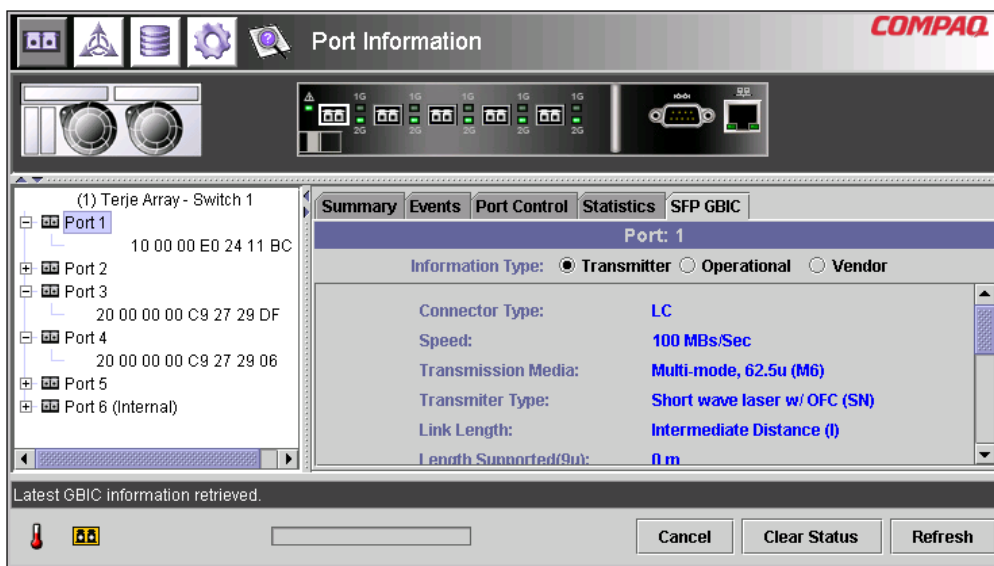 Port Information
COMPAQ
1G 1G 1G 1G 1G
2G 2G 2G 2G 2G
(1) Terje Array - Switch 1
Port 1
10 00 00 E0 24 11 BC
Port 2
Port 3
20 00 00 00 C9 27 29 DF
Port 4
20 00 00 00 C9 27 29 06
Port 5
Port 6 (Internal)
Summary Events Port Control Statistics SFP GBIC
Port: 1
Information Type: Transmitter Operational Vendor
Connector Type: LC
Speed: 100 MBs/Sec
Transmission Media: Multi-mode, 62.5u (M6)
Transmiter Type: Short wave laser w/ OFC (SN)
Link Length: Intermediate Distance (I)
Length Supported(9u): 0 m
Latest GBIC information retrieved.
Cancel Clear Status Refresh